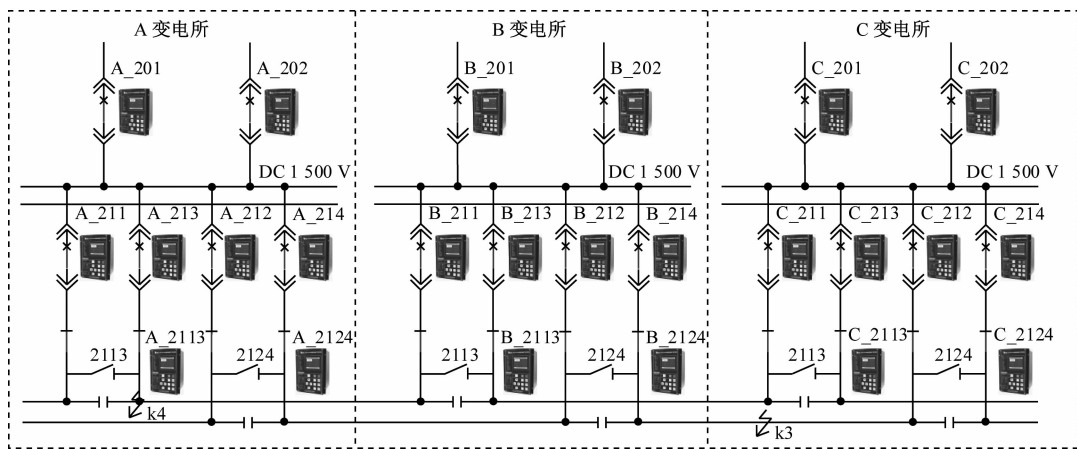 A 变电所
B 变电所
C 变电所
A_201
A_202
B_201
B_202
C_201
C_202
DC 1 500 V
DC 1 500 V
DC 1 500 V
A_211
A_213
A_212
A_214
B_211
B_213
B_212
B_214
C_211
C_213
C_212
C_214
2113
A_2113
2124
A_2124
2113
B_2113
2124
B_2124
2113
C_2113
2124
C_2124
k4
k3